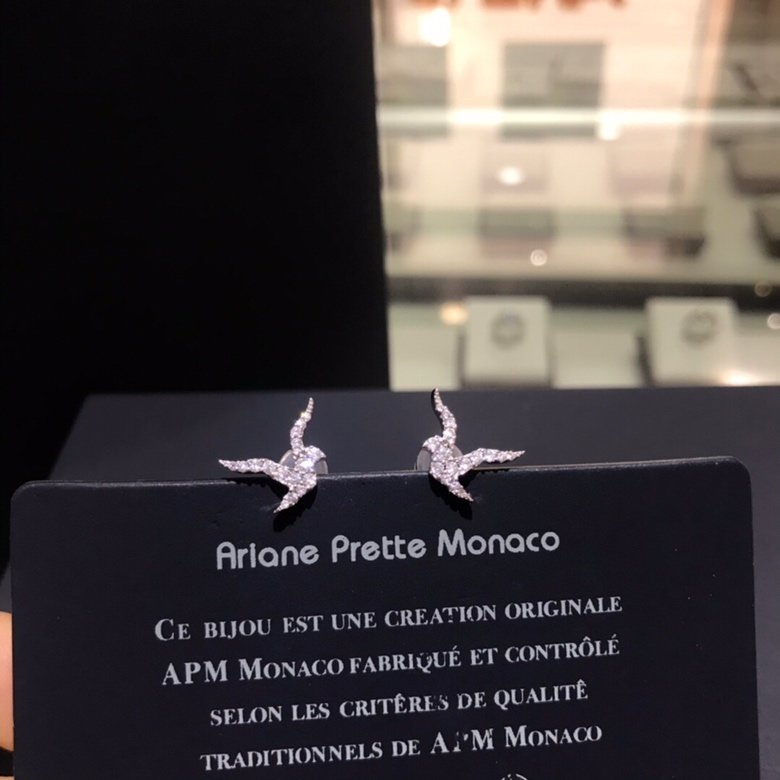 Ariane Prette Monaco
CE BIJOU EST UNE CREATION ORIGINALE
APM MONACO FABRIQUÉ ET CONTRÔLÉ
SELON LES CRITÊRES DE QUALITÊ
TRADITIONNELS DE APM MONACO